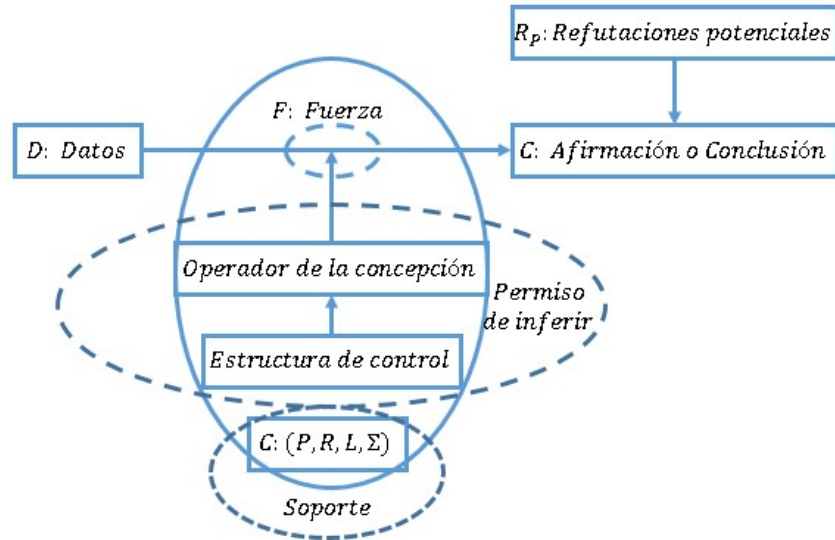 R_P: Refutaciones potenciales
F: Fuerza
D: Datos
C: Afirmación o Conclusión
Operador de la concepción
Permiso
de inferir
Estructura de control
C: (P, R, L, Σ)
Soporte